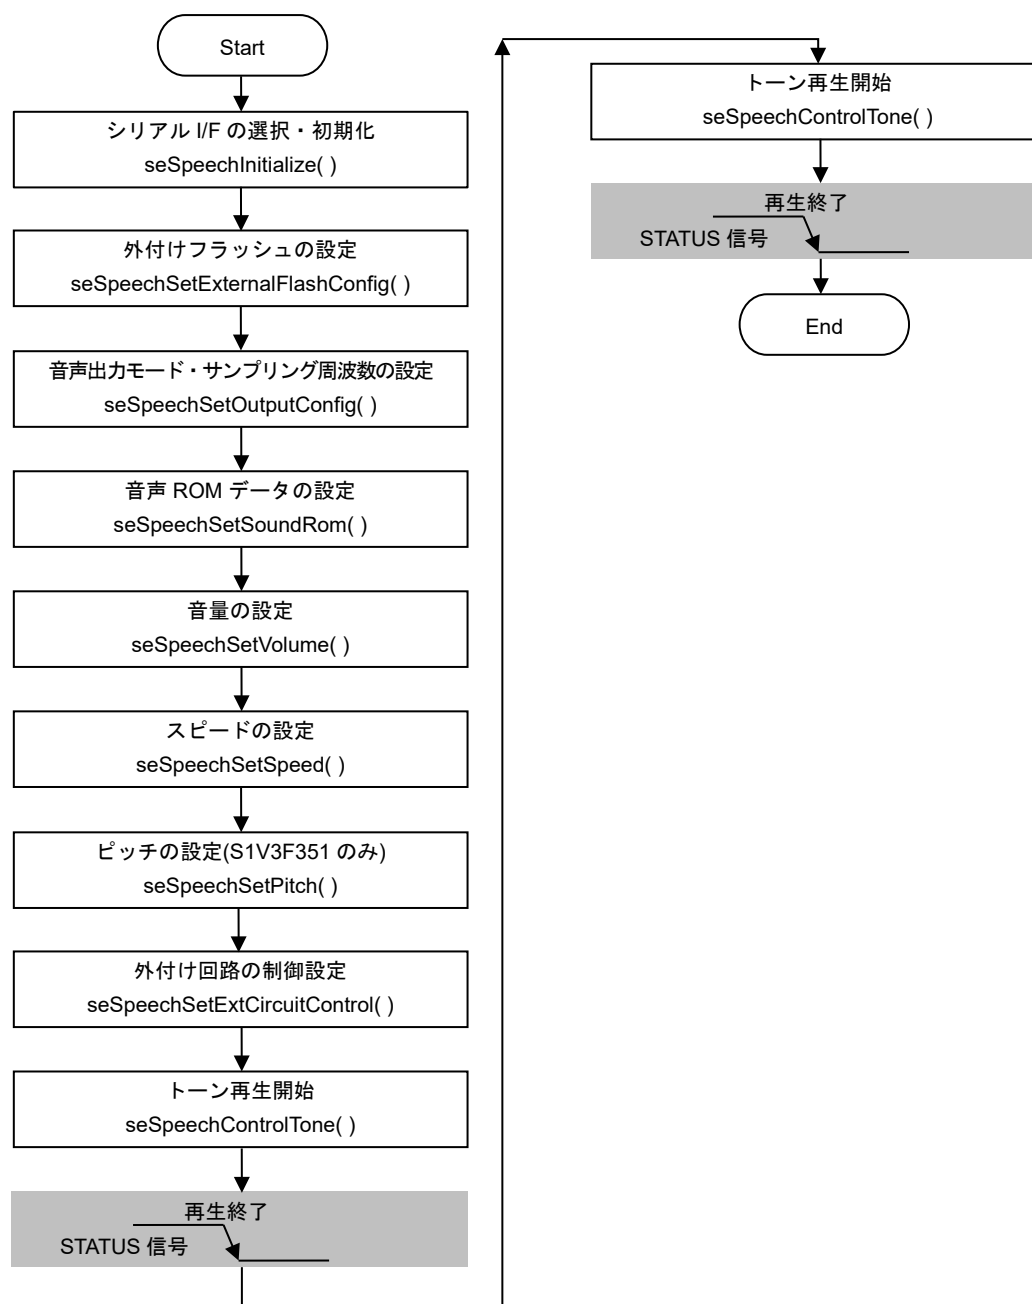 Start
シリアル I/F の選択・初期化
seSpeechInitialize( )
外付けフラッシュの設定
seSpeechSetExternalFlashConfig( )
音声出力モード・サンプリング周波数の設定
seSpeechSetOutputConfig( )
音声 ROM データの設定
seSpeechSetSoundRom( )
音量の設定
seSpeechSetVolume( )
スピードの設定
seSpeechSetSpeed( )
ピッチの設定(S1V3F351 のみ)
seSpeechSetPitch( )
外付け回路の制御設定
seSpeechSetExtCircuitControl( )
トーン再生開始
seSpeechControlTone( )
再生終了
STATUS 信号
トーン再生開始
seSpeechControlTone( )
再生終了
STATUS 信号
End